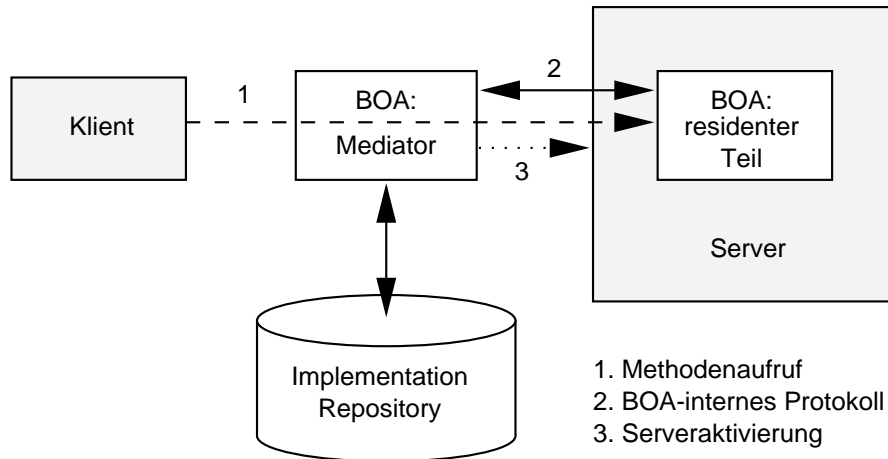 Klient
1
BOA:
Mediator
2
3
BOA:
residenter
Teil
Server
Implementation
Repository
1. Methodenaufruf
2. BOA-internes Protokoll
3. Serveraktivierung